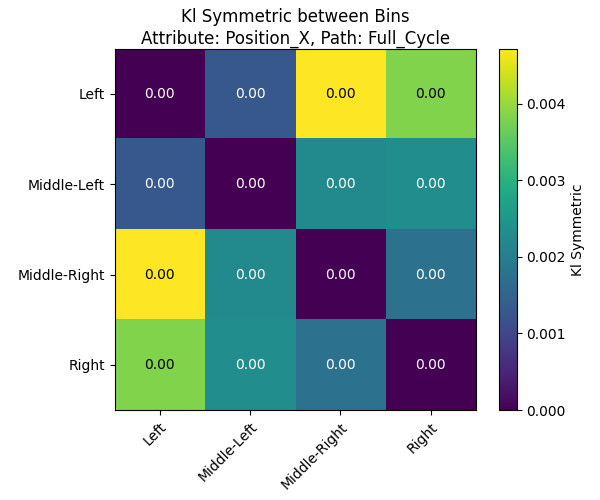 Kl Symmetric between Bins
Attribute: Position_X, Path: Full_Cycle
Left 0.00 0.00 0.00 0.00
Middle-Left 0.00 0.00 0.00 0.00
Middle-Right 0.00 0.00 0.00 0.00
Right 0.00 0.00 0.00 0.00
Left Middle-Left Middle-Right Right
0.004
0.003
0.002
0.001
0.000
Kl Symmetric